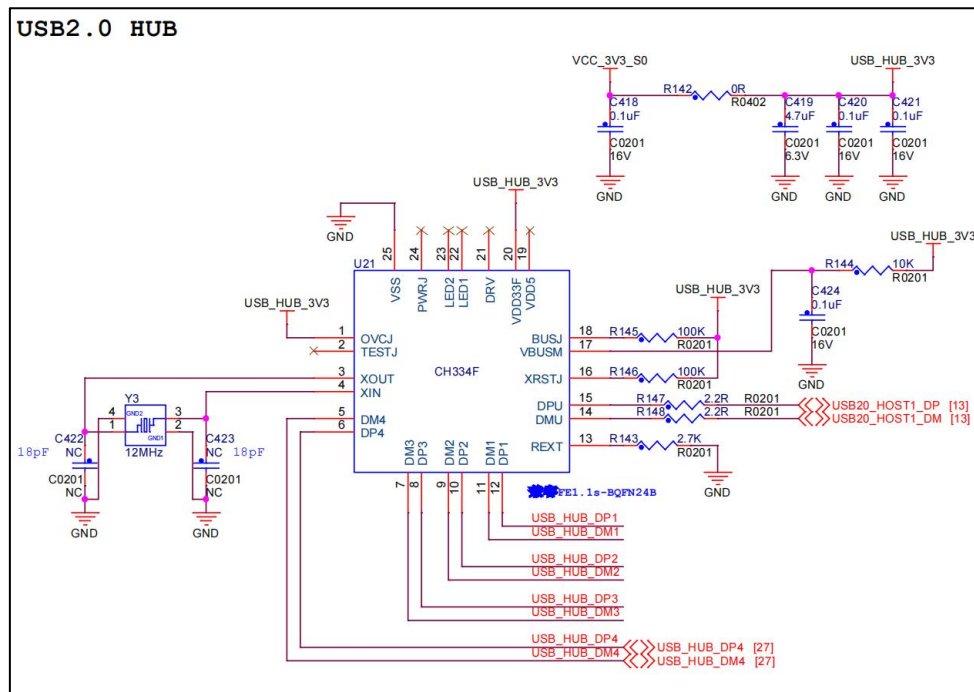 USB2.0 HUB
VCC_3V3_S0
USB_HUB_3V3
R142
0R
R0402
C418
0.1uF
C0201
16V
GND
C419
4.7uF
C0201
6.3V
GND
C420
0.1uF
C0201
16V
GND
C421
0.1uF
C0201
16V
GND
USB_HUB_3V3
GND
25
24
23
22
21
20
19
U21
VSS
PWRJ
LED2
LED1
DRV
VDD33F
VDD5
USB_HUB_3V3
R144
10K
R0201
C424
0.1uF
C0201
16V
GND
USB_HUB_3V3
USB_HUB_3V3
1
OVCJ
2
TESTJ
3
XOUT
4
XIN
5
DM4
6
DP4
CH334F
BUSJ
18
R145
100K
R0201
VBUSM
17
XRSTJ
16
R146
100K
R0201
DPU
15
R147
2.2R
R0201
USB20_HOST1_DP [13]
DMU
14
R148
2.2R
R0201
USB20_HOST1_DM [13]
REXT
13
R143
2.7K
R0201
GND
Y3
4
GND2
3
1
GND1
2
12MHz
C422
18pF
NC
C0201
NC
GND
C423
18pF
NC
C0201
NC
GND
DM3
DP3
DM2
DP2
DM1
DP1
7
8
9
10
11
12
FE1.1s-BQFN24B
USB_HUB_DP1
USB_HUB_DM1
USB_HUB_DP2
USB_HUB_DM2
USB_HUB_DP3
USB_HUB_DM3
USB_HUB_DP4
USB_HUB_DP4 [27]
USB_HUB_DM4
USB_HUB_DM4 [27]